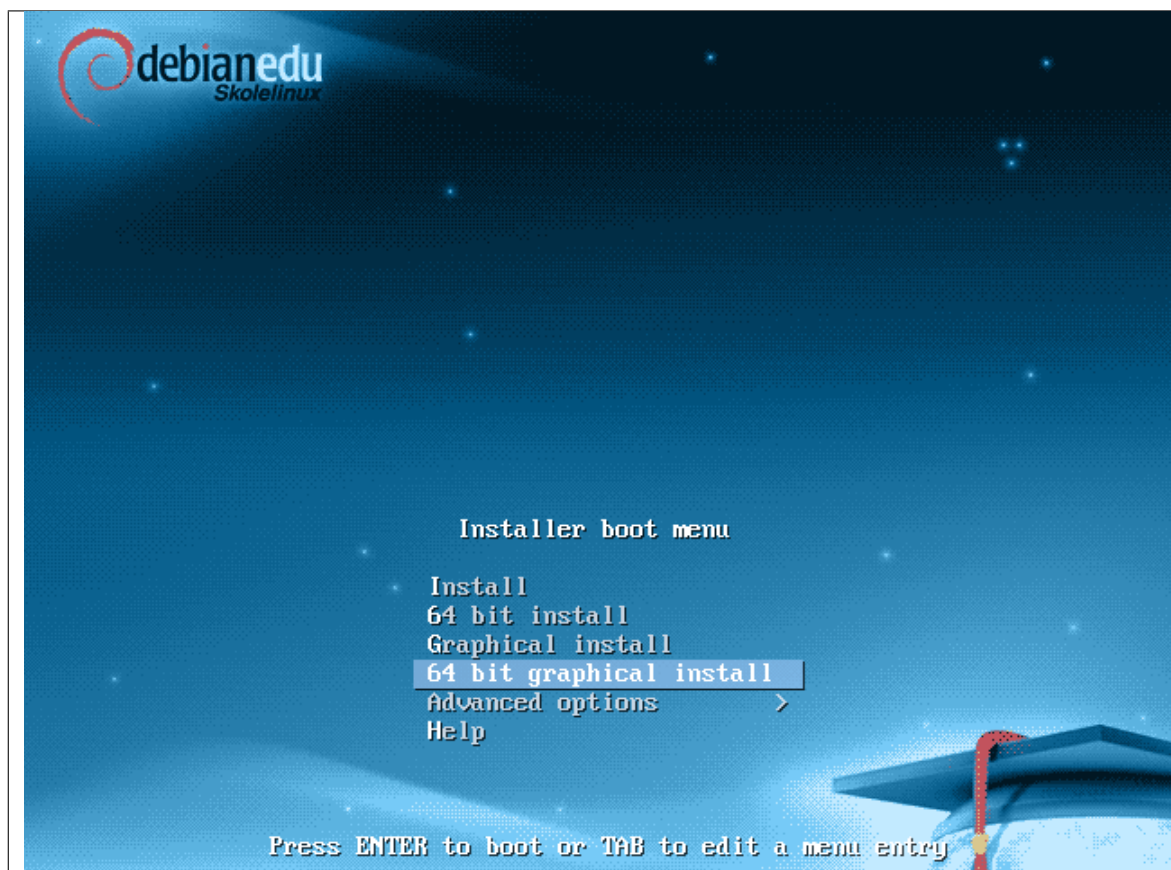 debianedu
Skolelinux
Installer boot menu
Install
64 bit install
Graphical install
64 bit graphical install
Advanced options >
Help
Press ENTER to boot or TAB to edit a menu entry